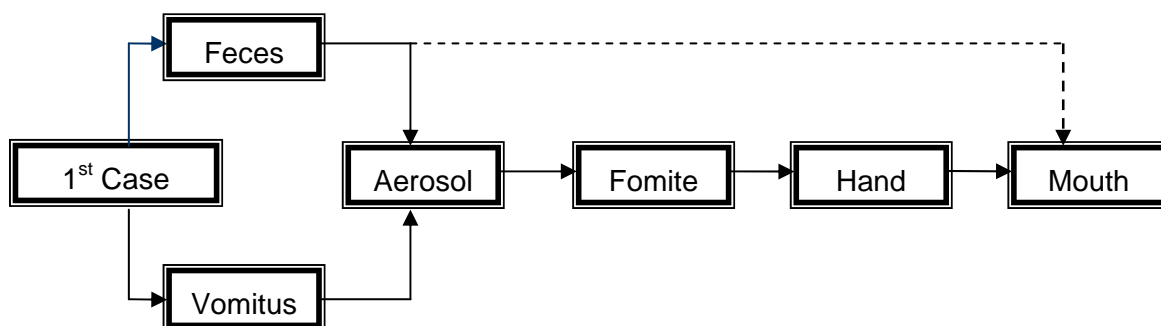 Feces
1st Case
Aerosol
Fomite
Hand
Mouth
Vomitus